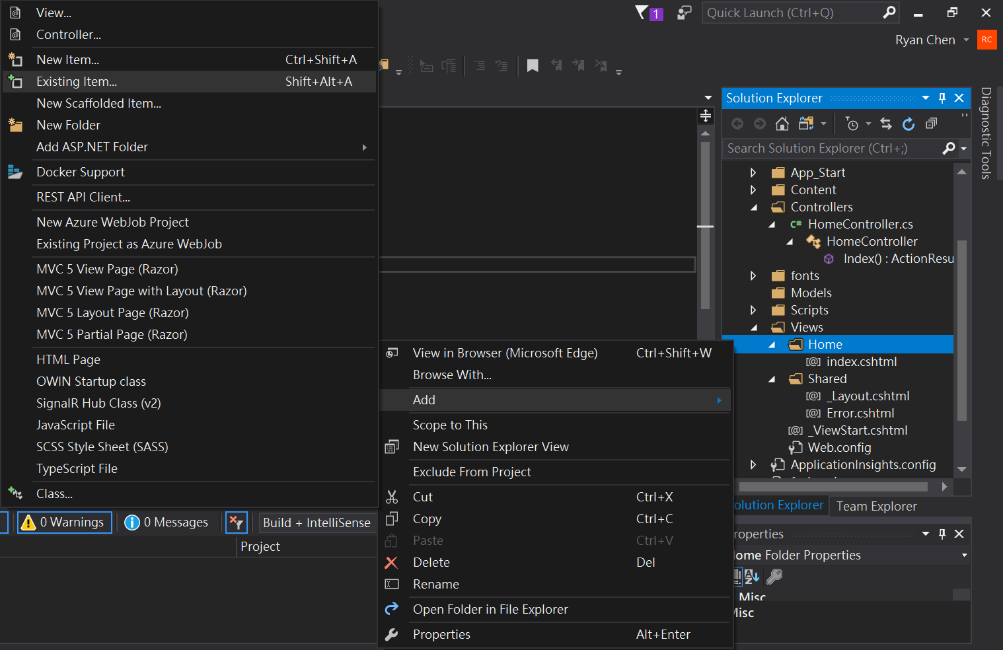 View...
Controller...
New Item... Ctrl+Shift+A
Existing Item... Shift+Alt+A
New Scaffolded Item...
New Folder
Add ASP.NET Folder
Docker Support
REST API Client...
New Azure WebJob Project
Existing Project as Azure WebJob
MVC 5 View Page (Razor)
MVC 5 View Page with Layout (Razor)
MVC 5 Layout Page (Razor)
MVC 5 Partial Page (Razor)
HTML Page
OWIN Startup class
SignalR Hub Class (v2)
JavaScript File
SCSS Style Sheet (SASS)
TypeScript File
Class...
0 Warnings 0 Messages Build + IntelliSense
Project
View in Browser (Microsoft Edge) Ctrl+Shift+W
Browse With...
Add
Scope to This
New Solution Explorer View
Exclude From Project
Cut Ctrl+X
Copy Ctrl+C
Paste Ctrl+V
Delete Del
Rename
Open Folder in File Explorer
Properties Alt+Enter
1 Quick Launch (Ctrl+Q)
Ryan Chen RC
Solution Explorer
Search Solution Explorer (Ctrl+;)
App_Start
Content
Controllers
C# HomeController.cs
HomeController
Index() : ActionResu
fonts
Models
Scripts
Views
Home
[@] index.cshtml
Shared
[@] _Layout.cshtml
[@] Error.cshtml
[@] _ViewStart.cshtml
Web.config
ApplicationInsights.config
olution Explorer Team Explorer
roperties
ome Folder Properties
Misc
Misc
Diagnostic Tools